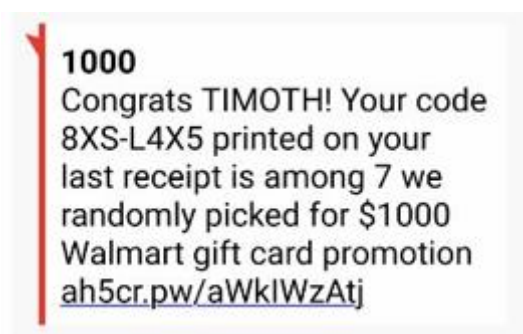 1000
Congrats TIMOTH! Your code
8XS-L4X5 printed on your
last receipt is among 7 we
randomly picked for $1000
Walmart gift card promotion
ah5cr.pw/aWkIWzAtj